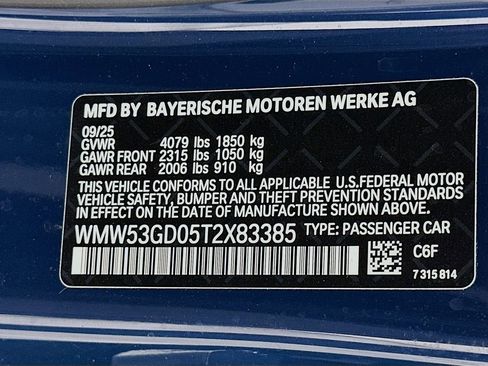 MFD BY BAYERISCHE MOTOREN WERKE AG
09/25
GVWR 4079 lbs 1850 kg
GAWR FRONT 2315 lbs 1050 kg
GAWR REAR 2006 lbs 910 kg
THIS VEHICLE CONFORMS TO ALL APPLICABLE U.S.FEDERAL MOTOR
VEHICLE SAFETY, BUMPER, AND THEFT PREVENTION STANDARDS
IN EFFECT ON THE DATE OF MANUFACTURE SHOWN ABOVE.
WMW53GD05T2X83385 TYPE: PASSENGER CAR
C6F
7 315 814